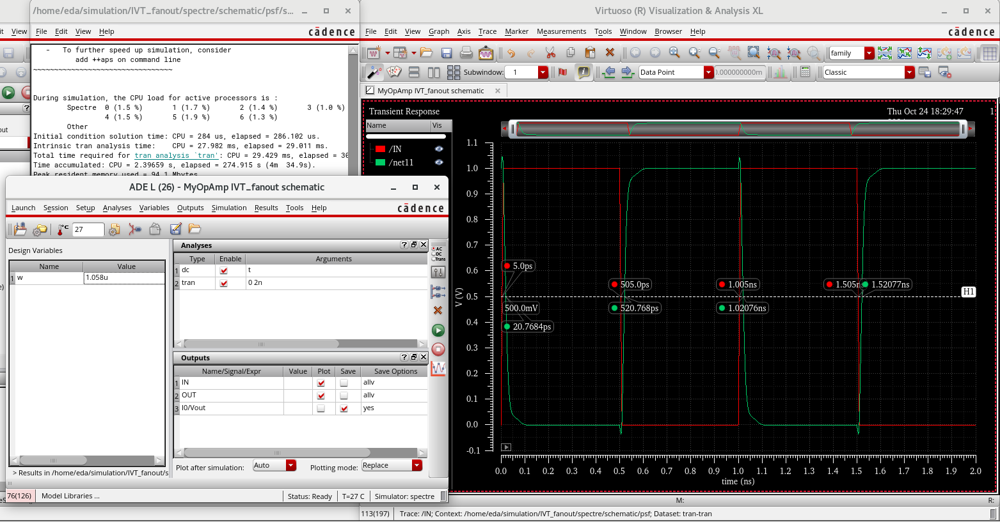 /home/eda/simulation/IVT_fanout/spectre/schematic/psf/s...
File Edit View Help
cādence
it View
- To further speed up simulation, consider
add ++aps on command line
~~~~~~~~~~~~~~~~~~~~~~~~~~~~~~~~~
During simulation, the CPU load for active processors is :
Spectre 0 (1.5 %) 1 (1.7 %) 2 (1.4 %) 3 (1.0 %)
4 (1.5 %) 5 (1.9 %) 6 (1.3 %)
Other
Initial condition solution time: CPU = 284 us, elapsed = 286.102 us.
Intrinsic tran analysis time: CPU = 27.982 ms, elapsed = 29.011 ms.
Total time required for tran analysis `tran': CPU = 29.429 ms, elapsed = 30
Time accumulated: CPU = 2.39659 s, elapsed = 274.915 s (4m 34.9s).
Peak resident memory used = 94.1 Mbytes
ADE L (26) - MyOpAmp IVT_fanout schematic
Launch Session Setup Analyses Variables Outputs Simulation Results Tools Help
cādence
°C 27
Design Variables
Name Value
1 w 1.058u
> Results in /home/eda/simulation/IVT_fanout/s
Analyses
Type Enable Arguments
1 dc t
2 tran 0 2n
AC
DC
Trans
Outputs
Name/Signal/Expr Value Plot Save Save Options
1 IN allv
2 OUT allv
3 I0/Vout yes
Plot after simulation: Auto Plotting mode: Replace
76(126) Model Libraries ... Status: Ready T=27 C Simulator: spectre
Virtuoso (R) Visualization & Analysis XL
File Edit View Graph Axis Trace Marker Measurements Tools Window Browser Help
cādence
family
Subwindow: 1 Data Point 0.000000000m Classic
MyOpAmp IVT_fanout schematic
Transient Response
Thu Oct 24 18:29:47
1
Name Vis
/IN
/net11
1.1
1.0
0.9
0.8
0.7
0.6
0.5
0.4
0.3
0.2
0.1
0.0
-0.1
V (V)
5.0ps
500.0mV
20.7684ps
505.0ps
520.768ps
1.005ns
1.02076ns
1.505n
1.52077ns
H1
0.0 0.1 0.2 0.3 0.4 0.5 0.6 0.7 0.8 0.9 1.0 1.1 1.2 1.3 1.4 1.5 1.6 1.7 1.8 1.9 2.0
time (ns)
M: R:
113(197) Trace: /IN; Context: /home/eda/simulation/IVT_fanout/spectre/schematic/psf; Dataset: tran-tran